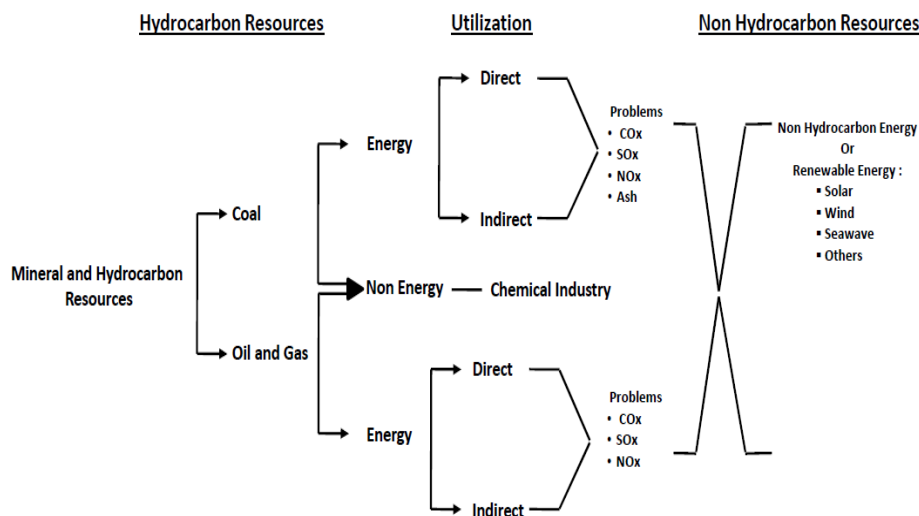 Hydrocarbon Resources
Utilization
Non Hydrocarbon Resources
Mineral and Hydrocarbon
Resources
Coal
Oil and Gas
Energy
Direct
Indirect
Problems
• COx
• SOx
• NOx
• Ash
Non Energy
Chemical Industry
Energy
Direct
Indirect
Problems
• COx
• SOx
• NOx
Non Hydrocarbon Energy
Or
Renewable Energy :
▪ Solar
▪ Wind
▪ Seawave
▪ Others